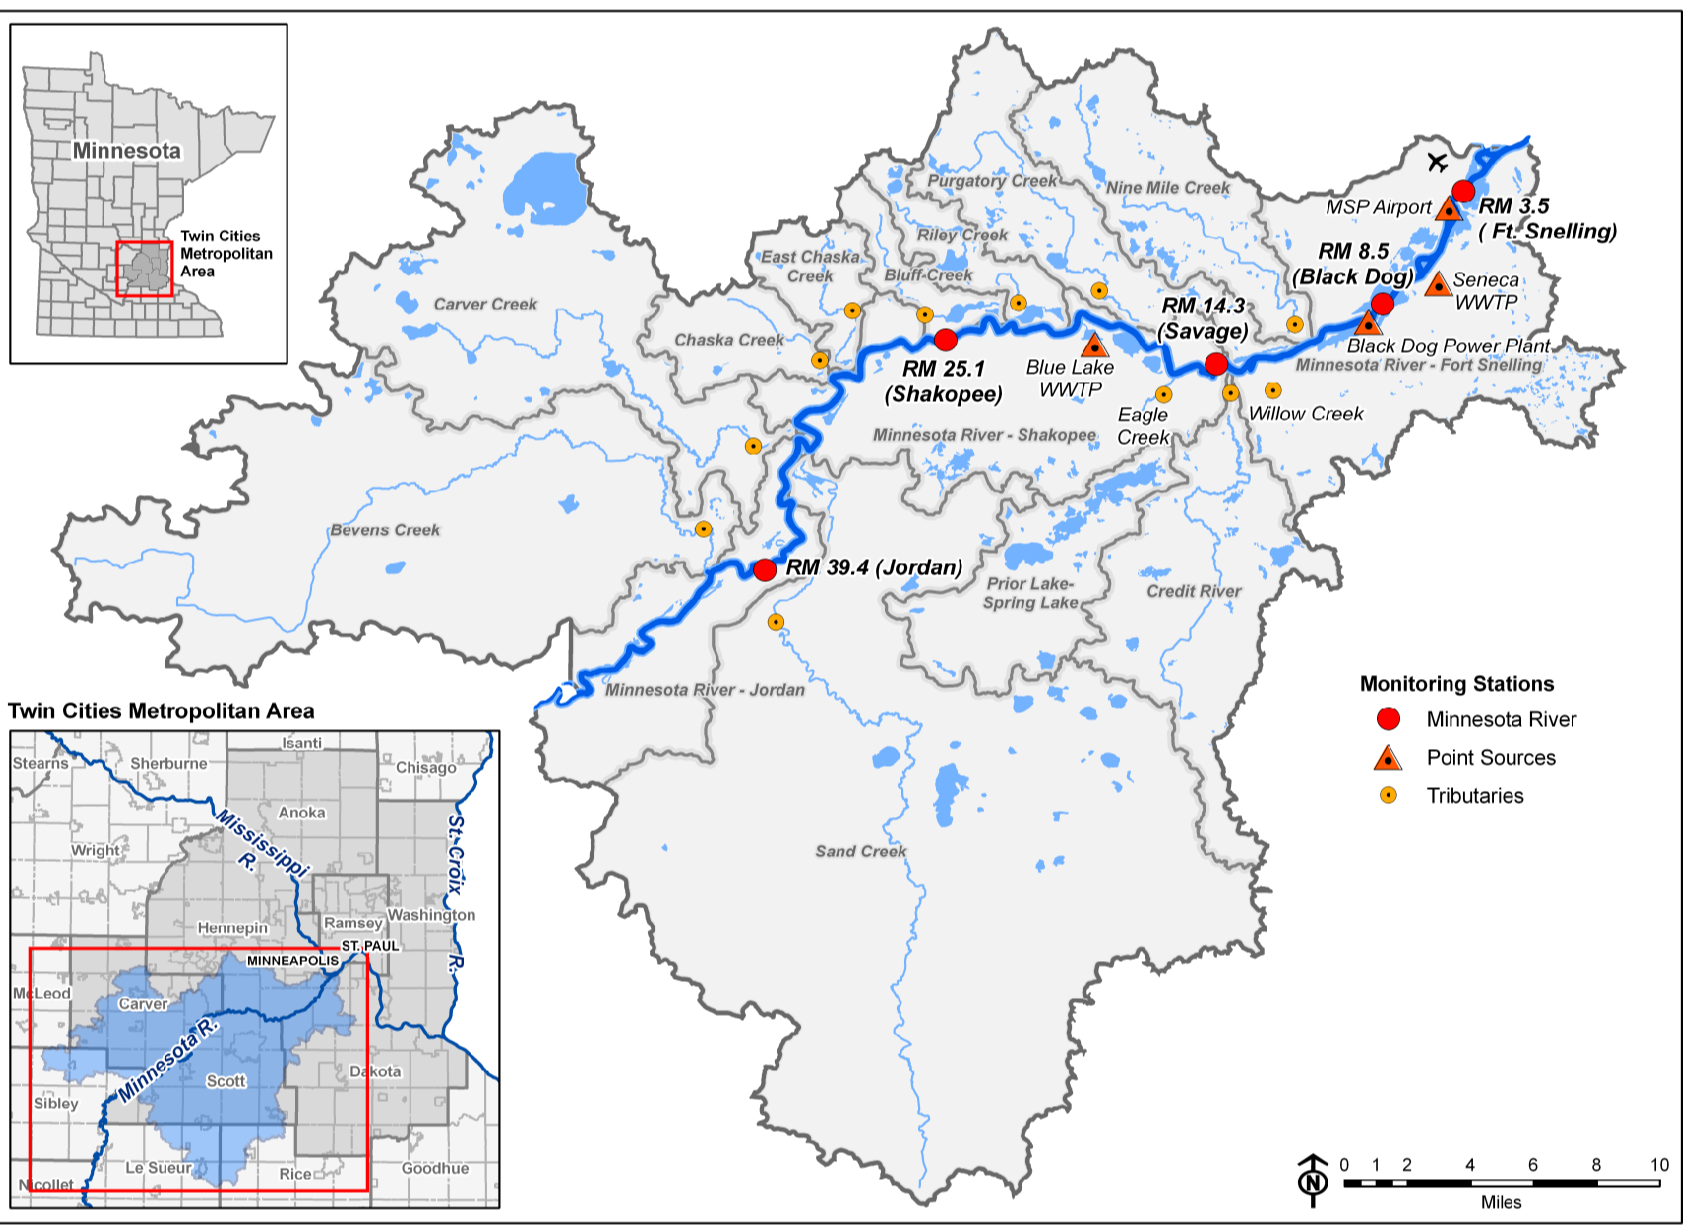 Minnesota
Twin Cities
Metropolitan
Area
Purgatory Creek
Nine Mile Creek
MSP Airport
RM 3.5
( Ft. Snelling)
Riley Creek
RM 8.5
(Black Dog)
East Chaska
Creek
Bluff Creek
Seneca
WWTP
Carver Creek
RM 14.3
(Savage)
Chaska Creek
Black Dog Power Plant
RM 25.1
(Shakopee)
Blue Lake
WWTP
Minnesota River - Fort Snelling
Eagle
Creek
Willow Creek
Minnesota River - Shakopee
Bevens Creek
RM 39.4 (Jordan)
Prior Lake-
Spring Lake
Credit River
Minnesota River - Jordan
Sand Creek
Monitoring Stations
Minnesota River
Point Sources
Tributaries
Twin Cities Metropolitan Area
Isanti
Stearns
Sherburne
Chisago
Anoka
Mississippi
R.
St. Croix
R.
Wright
Hennepin
Ramsey
Washington
ST. PAUL
MINNEAPOLIS
McLeod
Carver
Minnesota R.
Scott
Dakota
Sibley
Le Sueur
Rice
Goodhue
Nicollet
N
0 1 2 4 6 8 10
Miles